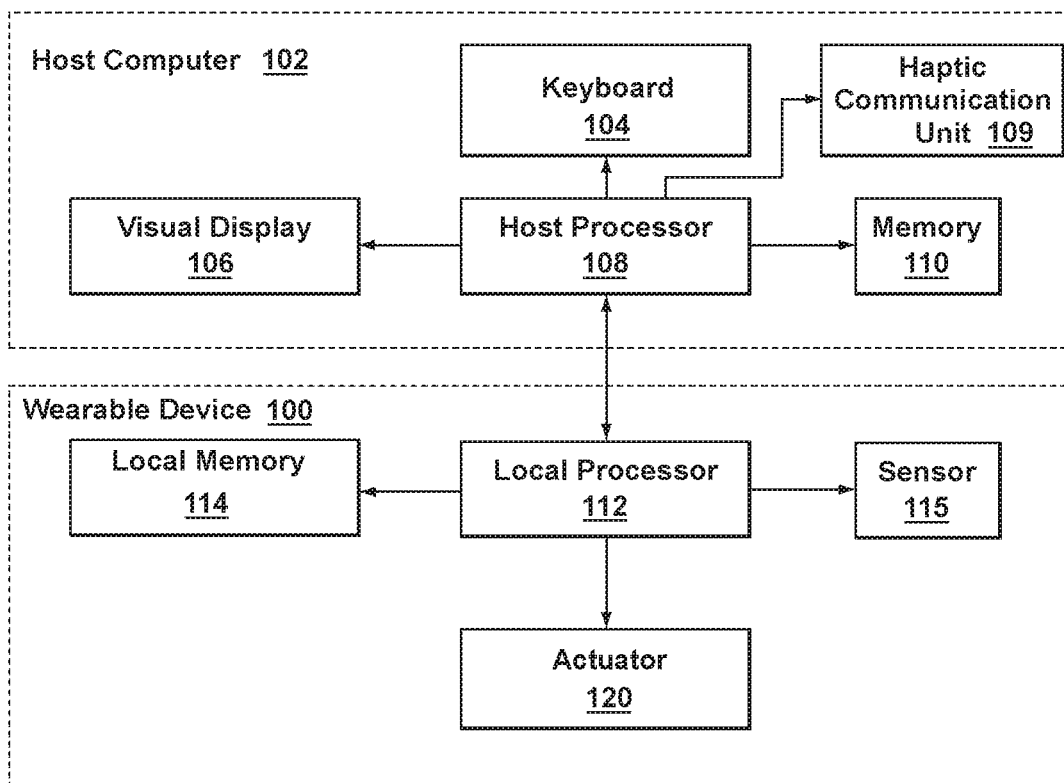 Host Computer 102
Keyboard
104
Haptic
Communication
Unit 109
Visual Display
106
Host Processor
108
Memory
110
Wearable Device 100
Local Memory
114
Local Processor
112
Sensor
115
Actuator
120